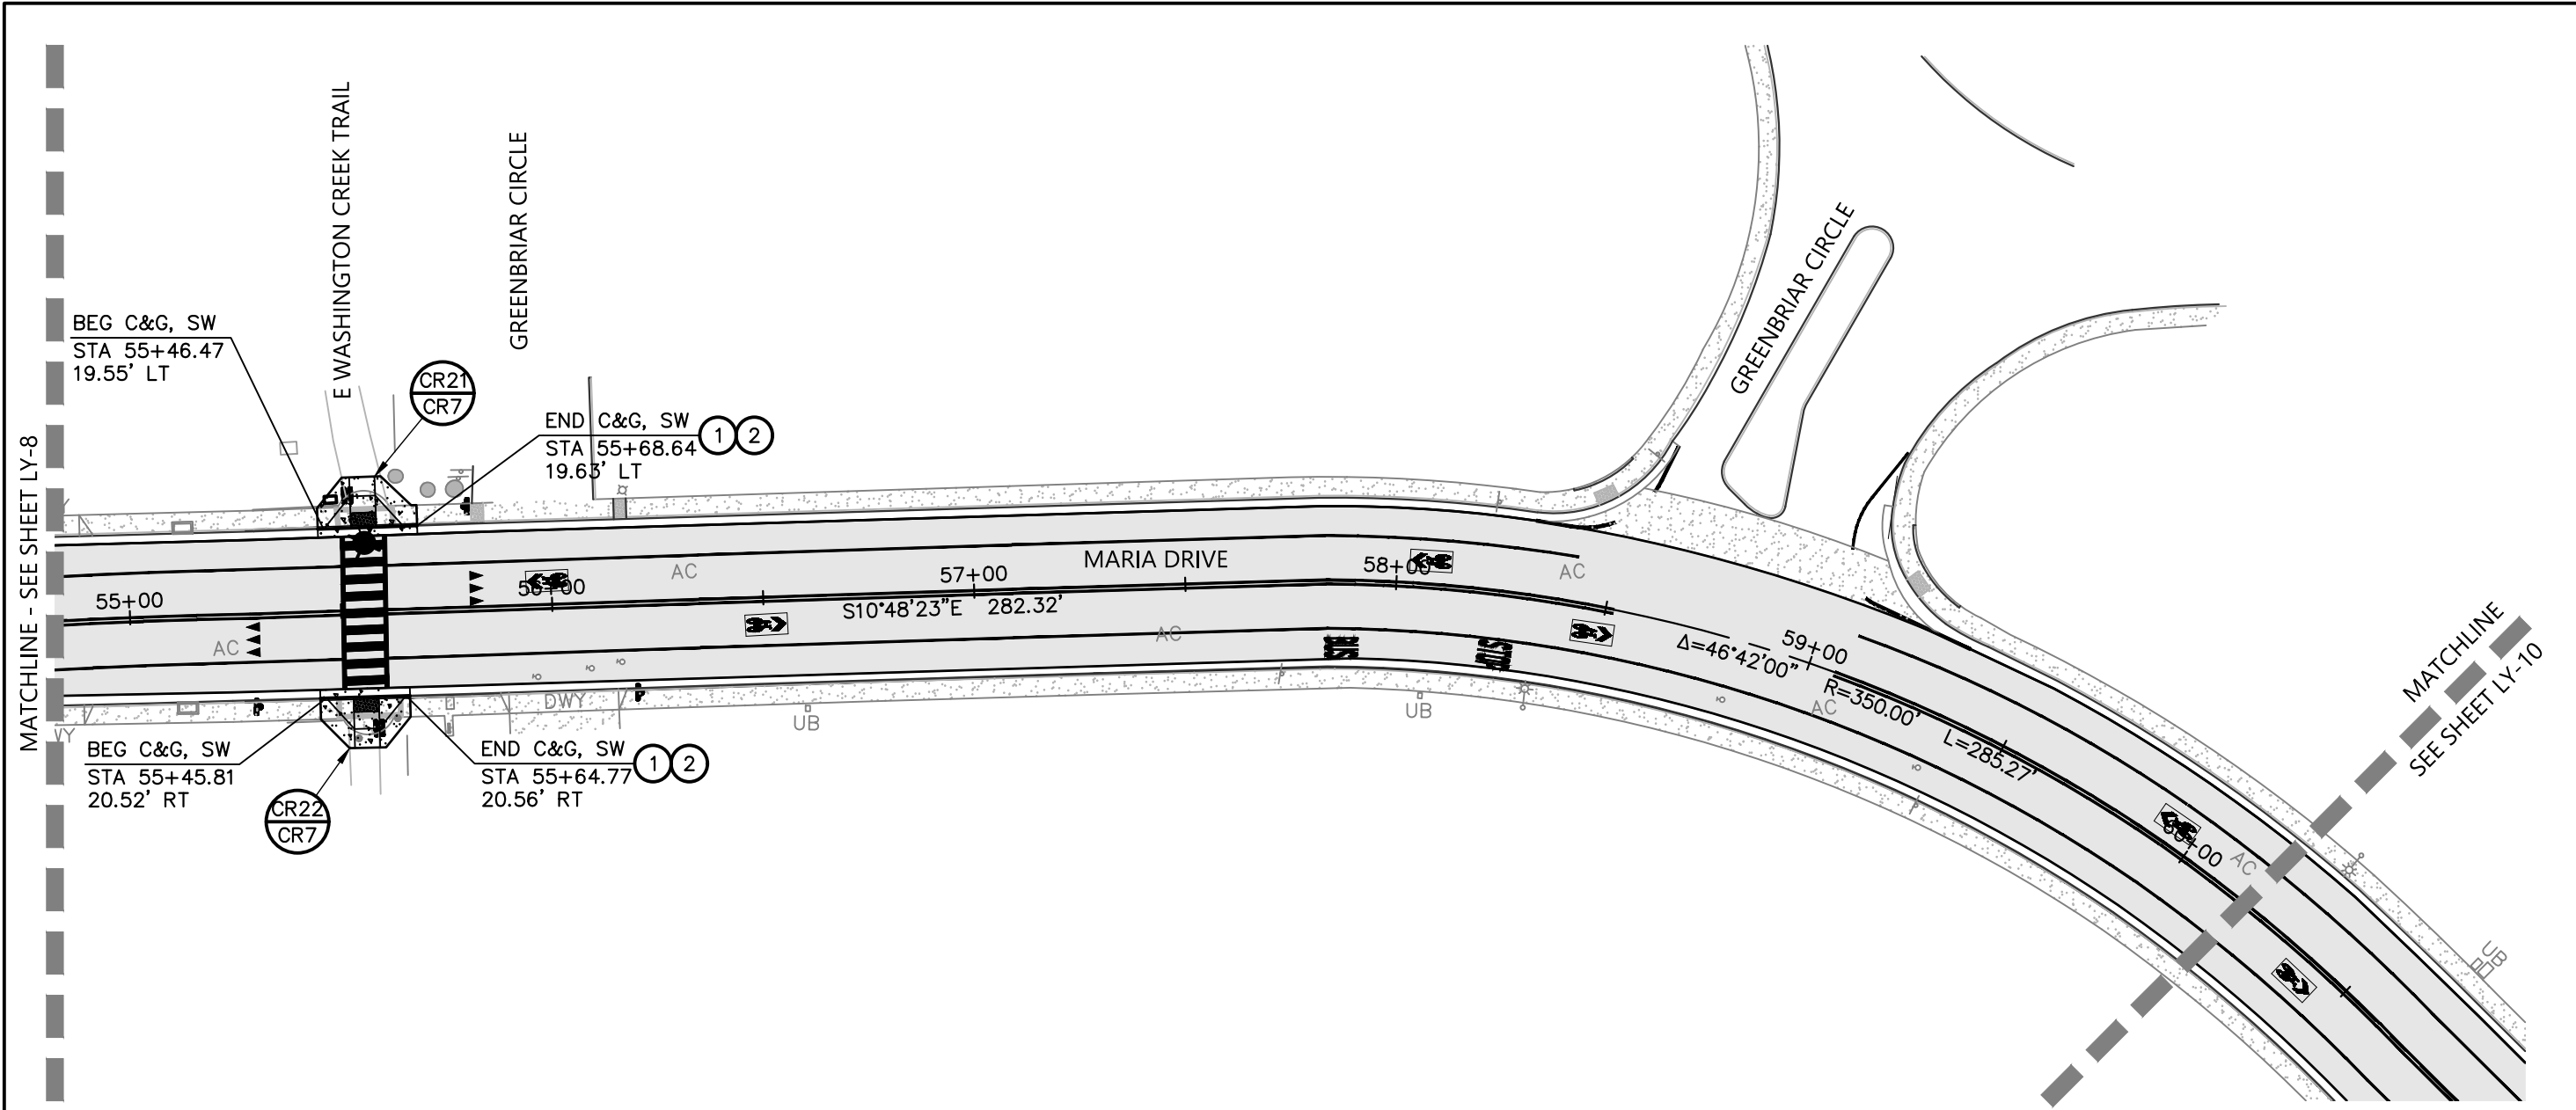 E WASHINGTON CREEK TRAIL
GREENBRIAR CIRCLE
GREENBRIAR CIRCLE
BEG C&G, SW
STA 55+46.47
19.55' LT
CR21
CR7
END C&G, SW
STA 55+68.64
19.63' LT
1 2
MATCHLINE - SEE SHEET LY-8
MARIA DRIVE
AC
AC
55+00
56+00
57+00
58+00
S10°48'23"E 282.32'
AC
AC
BUS
STOP
Δ=46°42'00"
59+00
R=350.00'
AC
L=285.27'
MATCHLINE
SEE SHEET LY-10
DWY
UB
UB
BEG C&G, SW
STA 55+45.81
20.52' RT
END C&G, SW
STA 55+64.77
20.56' RT
1 2
CR22
CR7
60+00
AC
UB